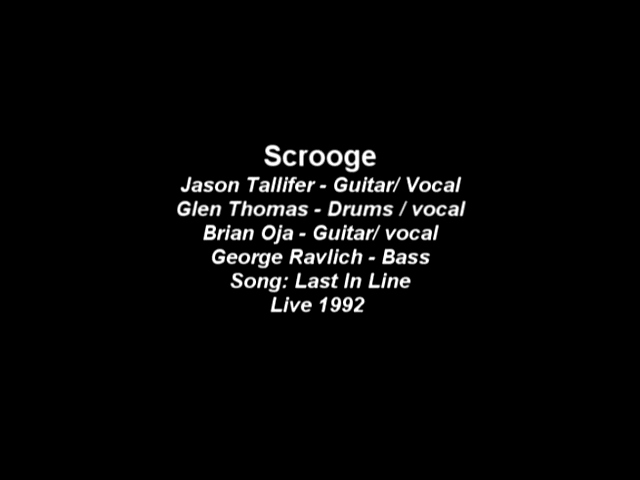 Scrooge
Jason Tallifer - Guitar/ Vocal
Glen Thomas - Drums / vocal
Brian Oja - Guitar/ vocal
George Ravlich - Bass
Song: Last In Line
Live 1992